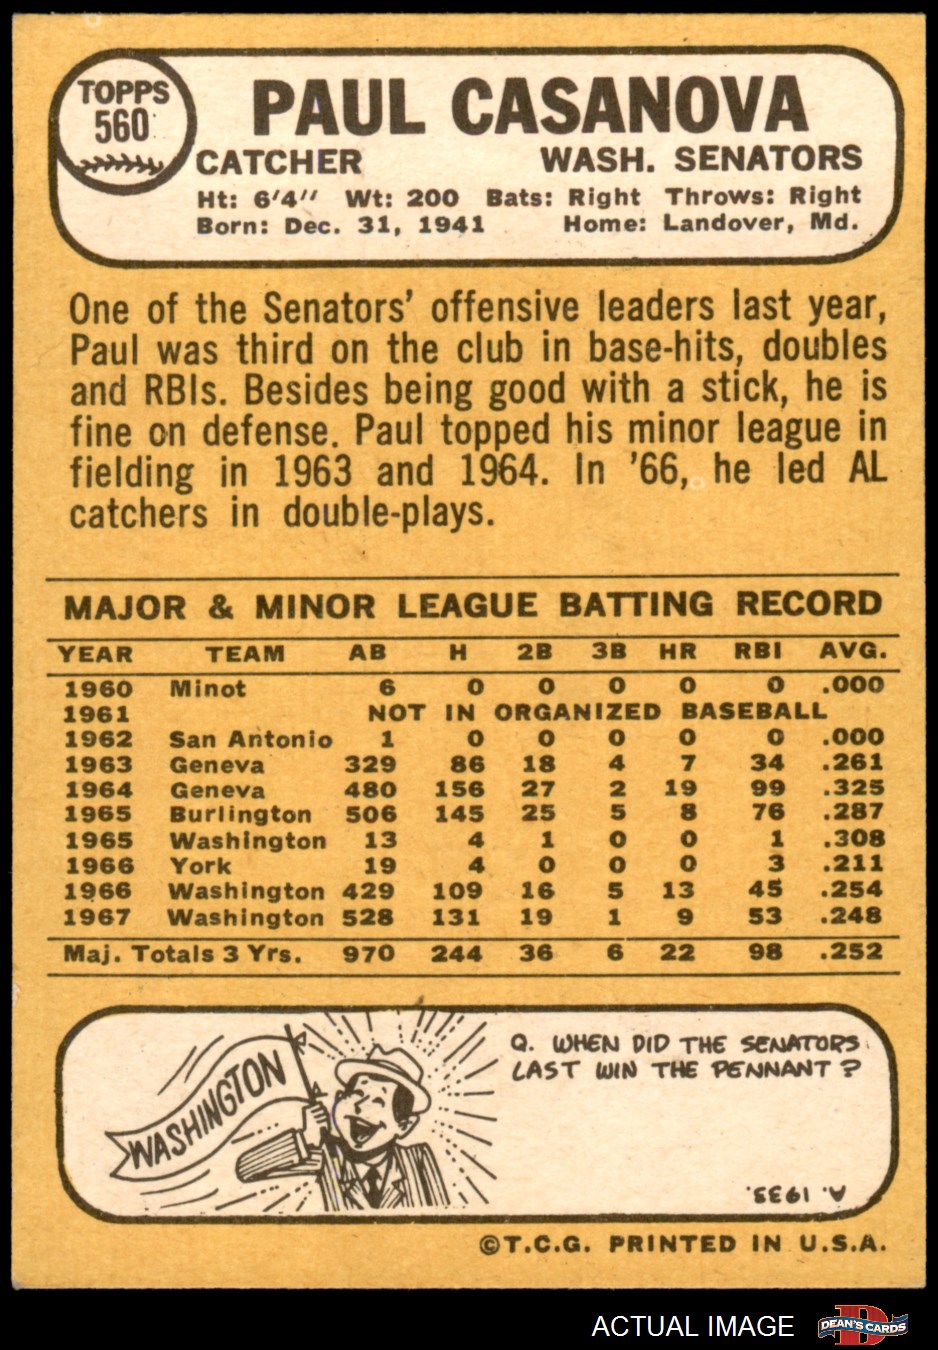 TOPPS
560
PAUL CASANOVA
CATCHER WASH. SENATORS
Ht: 6'4" Wt: 200 Bats: Right Throws: Right
Born: Dec. 31, 1941 Home: Landover, Md.
One of the Senators' offensive leaders last year,
Paul was third on the club in base-hits, doubles
and RBIs. Besides being good with a stick, he is
fine on defense. Paul topped his minor league in
fielding in 1963 and 1964. In '66, he led AL
catchers in double-plays.
MAJOR & MINOR LEAGUE BATTING RECORD
YEAR TEAM AB H 2B 3B HR RBI AVG.
1960 Minot 6 0 0 0 0 0 .000
1961 NOT IN ORGANIZED BASEBALL
1962 San Antonio 1 0 0 0 0 0 .000
1963 Geneva 329 86 18 4 7 34 .261
1964 Geneva 480 156 27 2 19 99 .325
1965 Burlington 506 145 25 5 8 76 .287
1965 Washington 13 4 1 0 0 1 .308
1966 York 19 4 0 0 0 3 .211
1966 Washington 429 109 16 5 13 45 .254
1967 Washington 528 131 19 1 9 53 .248
Maj. Totals 3 Yrs. 970 244 36 6 22 98 .252
WASHINGTON
Q. WHEN DID THE SENATORS
LAST WIN THE PENNANT?
A. 1933.
©T.C.G. PRINTED IN U.S.A.
ACTUAL IMAGE
D
DEAN'S CARDS